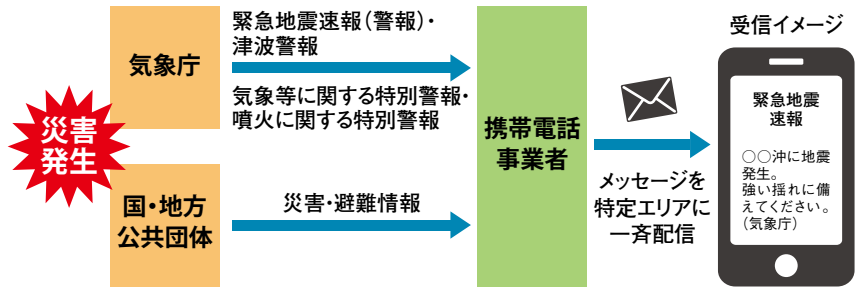 災害
発生
気象庁
緊急地震速報（警報）・
津波警報
気象等に関する特別警報・
噴火に関する特別警報
国・地方
公共団体
災害・避難情報
携帯電話
事業者
メッセージを
特定エリアに
一斉配信
受信イメージ
緊急地震
速報
○○沖に地震
発生。
強い揺れに備
えてください。
（気象庁）